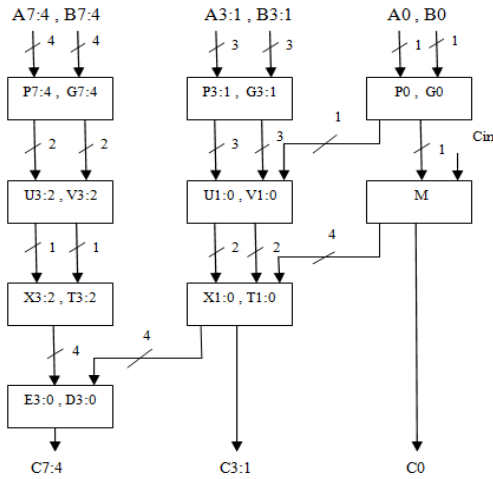 A7:4 , B7:4 A3:1 , B3:1 A0 , B0
4 4 3 3 1 1
P7:4 , G7:4 P3:1 , G3:1 P0 , G0
2 2 3 3 1 1 Cin
U3:2 , V3:2 U1:0 , V1:0 M
1 1 2 2 4
X3:2 , T3:2 X1:0 , T1:0
4 4
E3:0 , D3:0
C7:4 C3:1 C0